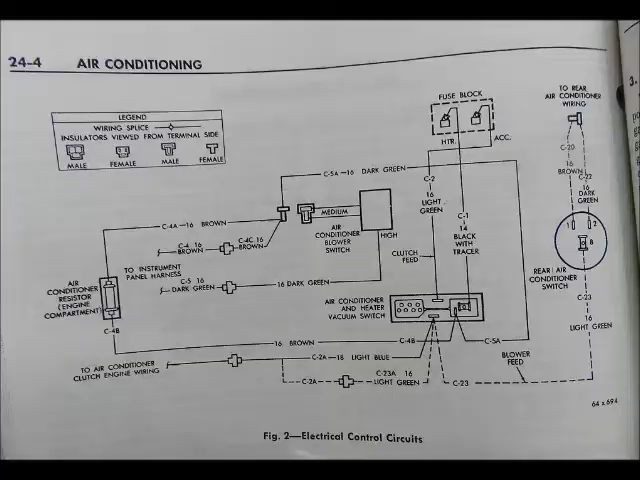 24-4 AIR CONDITIONING
LEGEND
WIRING SPLICE
INSULATORS VIEWED FROM TERMINAL SIDE
MALE FEMALE MALE FEMALE
FUSE BLOCK
HTR. ACC.
TO REAR
AIR CONDITIONER
WIRING
C-20
16
BROWN
C-22
16
DARK
GREEN
1 2
B
REAR AIR
CONDITIONER
SWITCH
C-23
16
LIGHT GREEN
C-5A—16 DARK GREEN
C-2
16
LIGHT
GREEN
C-1
14
BLACK
WITH
TRACER
C-4A—16 BROWN
MEDIUM
AIR
CONDITIONER
BLOWER
SWITCH
HIGH
C-4 16
BROWN
C-4C 16
BROWN
TO INSTRUMENT
PANEL HARNESS
C-5 16
DARK GREEN
16 DARK GREEN
CLUTCH
FEED
AIR
CONDITIONER
RESISTOR
(ENGINE
COMPARTMENT)
C-4B
AIR CONDITIONER
AND HEATER
VACUUM SWITCH
16 BROWN
C-4B
C-5A
C-2A—16 LIGHT BLUE
BLOWER
FEED
TO AIR CONDITIONER
CLUTCH ENGINE WIRING
C-2A
C-23A 16
LIGHT GREEN
C-23
64 x 694
Fig. 2—Electrical Control Circuits
3.